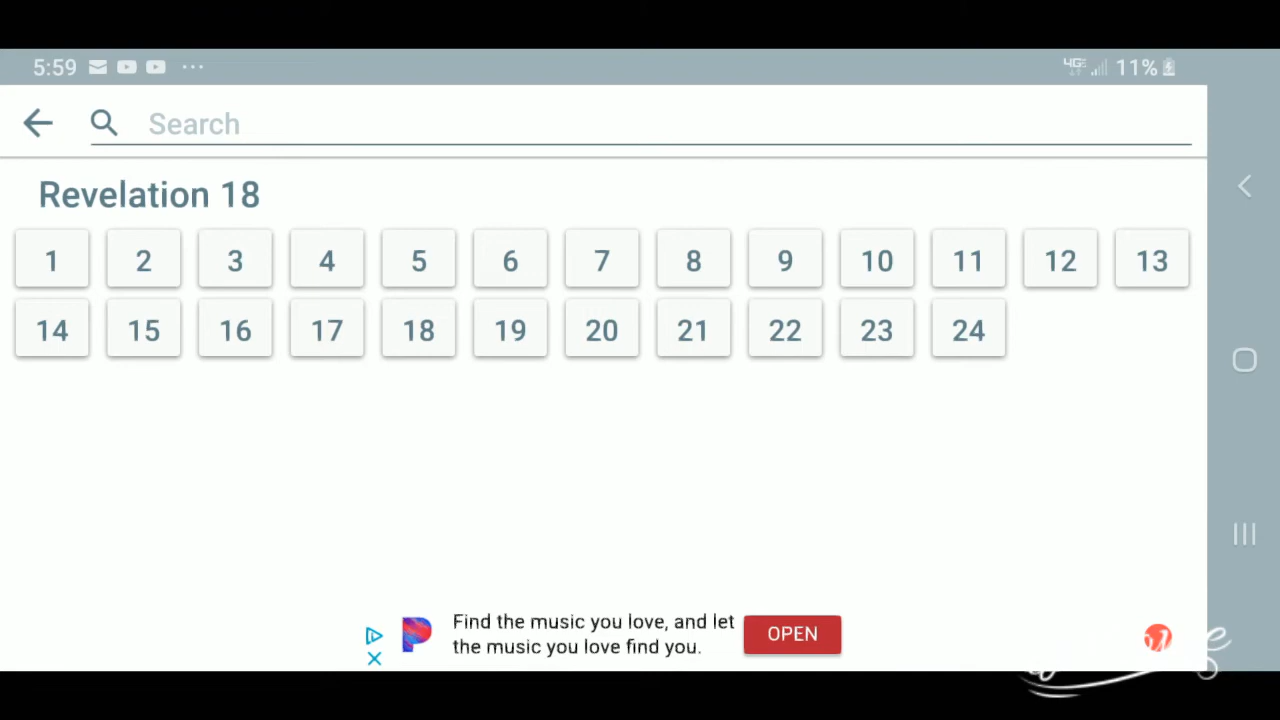 5:59 ... 4GE 11%
Search
Revelation 18
1 2 3 4 5 6 7 8 9 10 11 12 13
14 15 16 17 18 19 20 21 22 23 24
Find the music you love, and let
the music you love find you.
OPEN